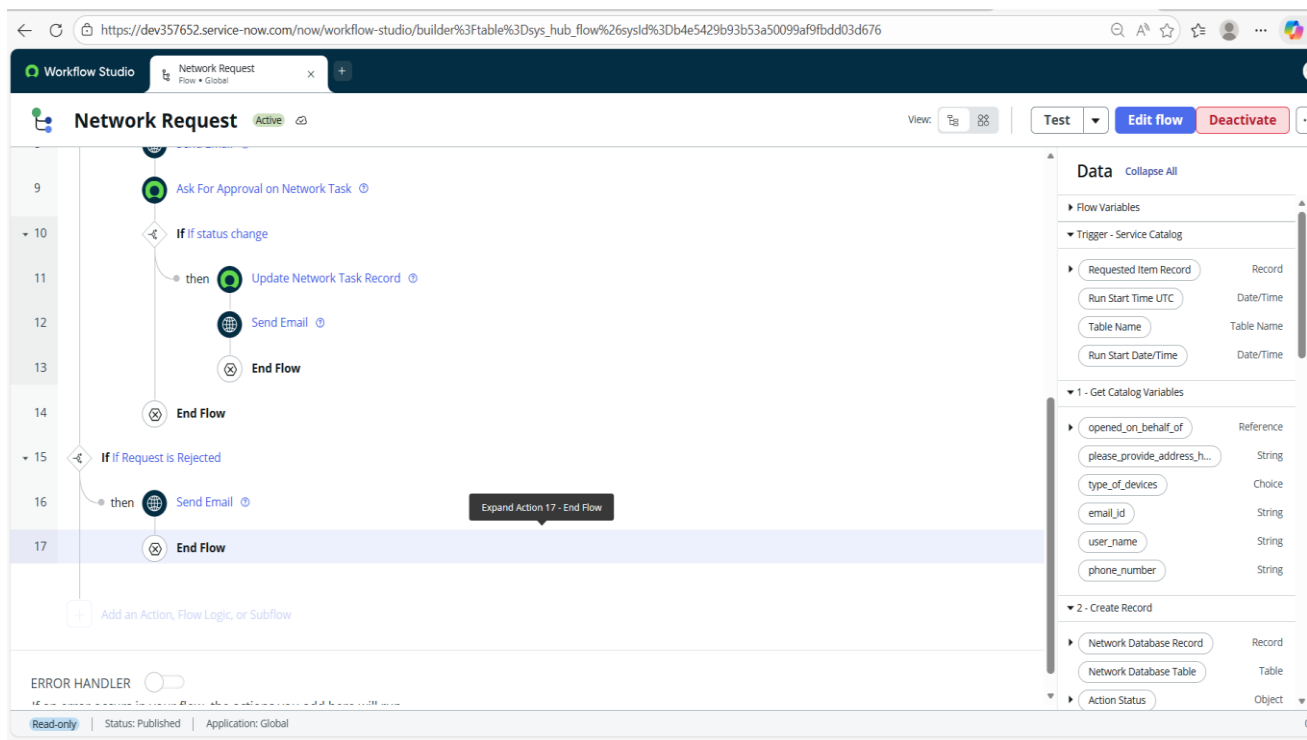 https://dev357652.service-now.com/now/workflow-studio/builder%3Ftable%3Dsys_hub_flow%26sysId%3Db4e5429b93b53a50099af9fbdd03d676
Workflow Studio
Network Request
Flow • Global
Network Request Active
View:
Test
Edit flow
Deactivate
9 Ask For Approval on Network Task
10 If If status change
11 then Update Network Task Record
12 Send Email
13 End Flow
14 End Flow
15 If If Request is Rejected
16 then Send Email
Expand Action 17 - End Flow
17 End Flow
Add an Action, Flow Logic, or Subflow
ERROR HANDLER
Read-only | Status: Published | Application: Global
Data Collapse All
Flow Variables
Trigger - Service Catalog
Requested Item Record Record
Run Start Time UTC Date/Time
Table Name Table Name
Run Start Date/Time Date/Time
1 - Get Catalog Variables
opened_on_behalf_of Reference
please_provide_address_h... String
type_of_devices Choice
email_id String
user_name String
phone_number String
2 - Create Record
Network Database Record Record
Network Database Table Table
Action Status Object